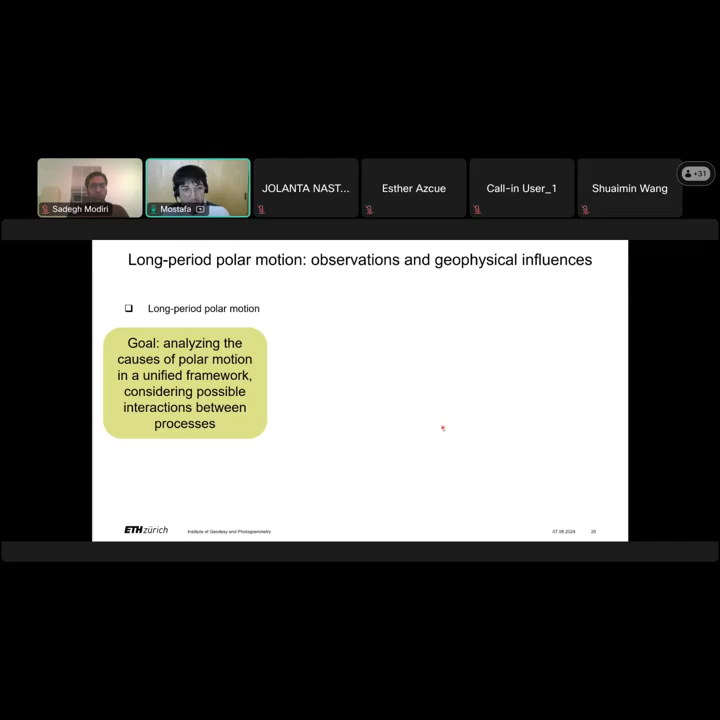 Sadegh Modiri
Mostafa
JOLANTA NAST...
Esther Azcue
Call-in User_1
Shuaimin Wang
+31
Long-period polar motion: observations and geophysical influences
Long-period polar motion
Goal: analyzing the
causes of polar motion
in a unified framework,
considering possible
interactions between
processes
ETH zürich
Institute of Geodesy and Photogrammetry
07.06.2024
20